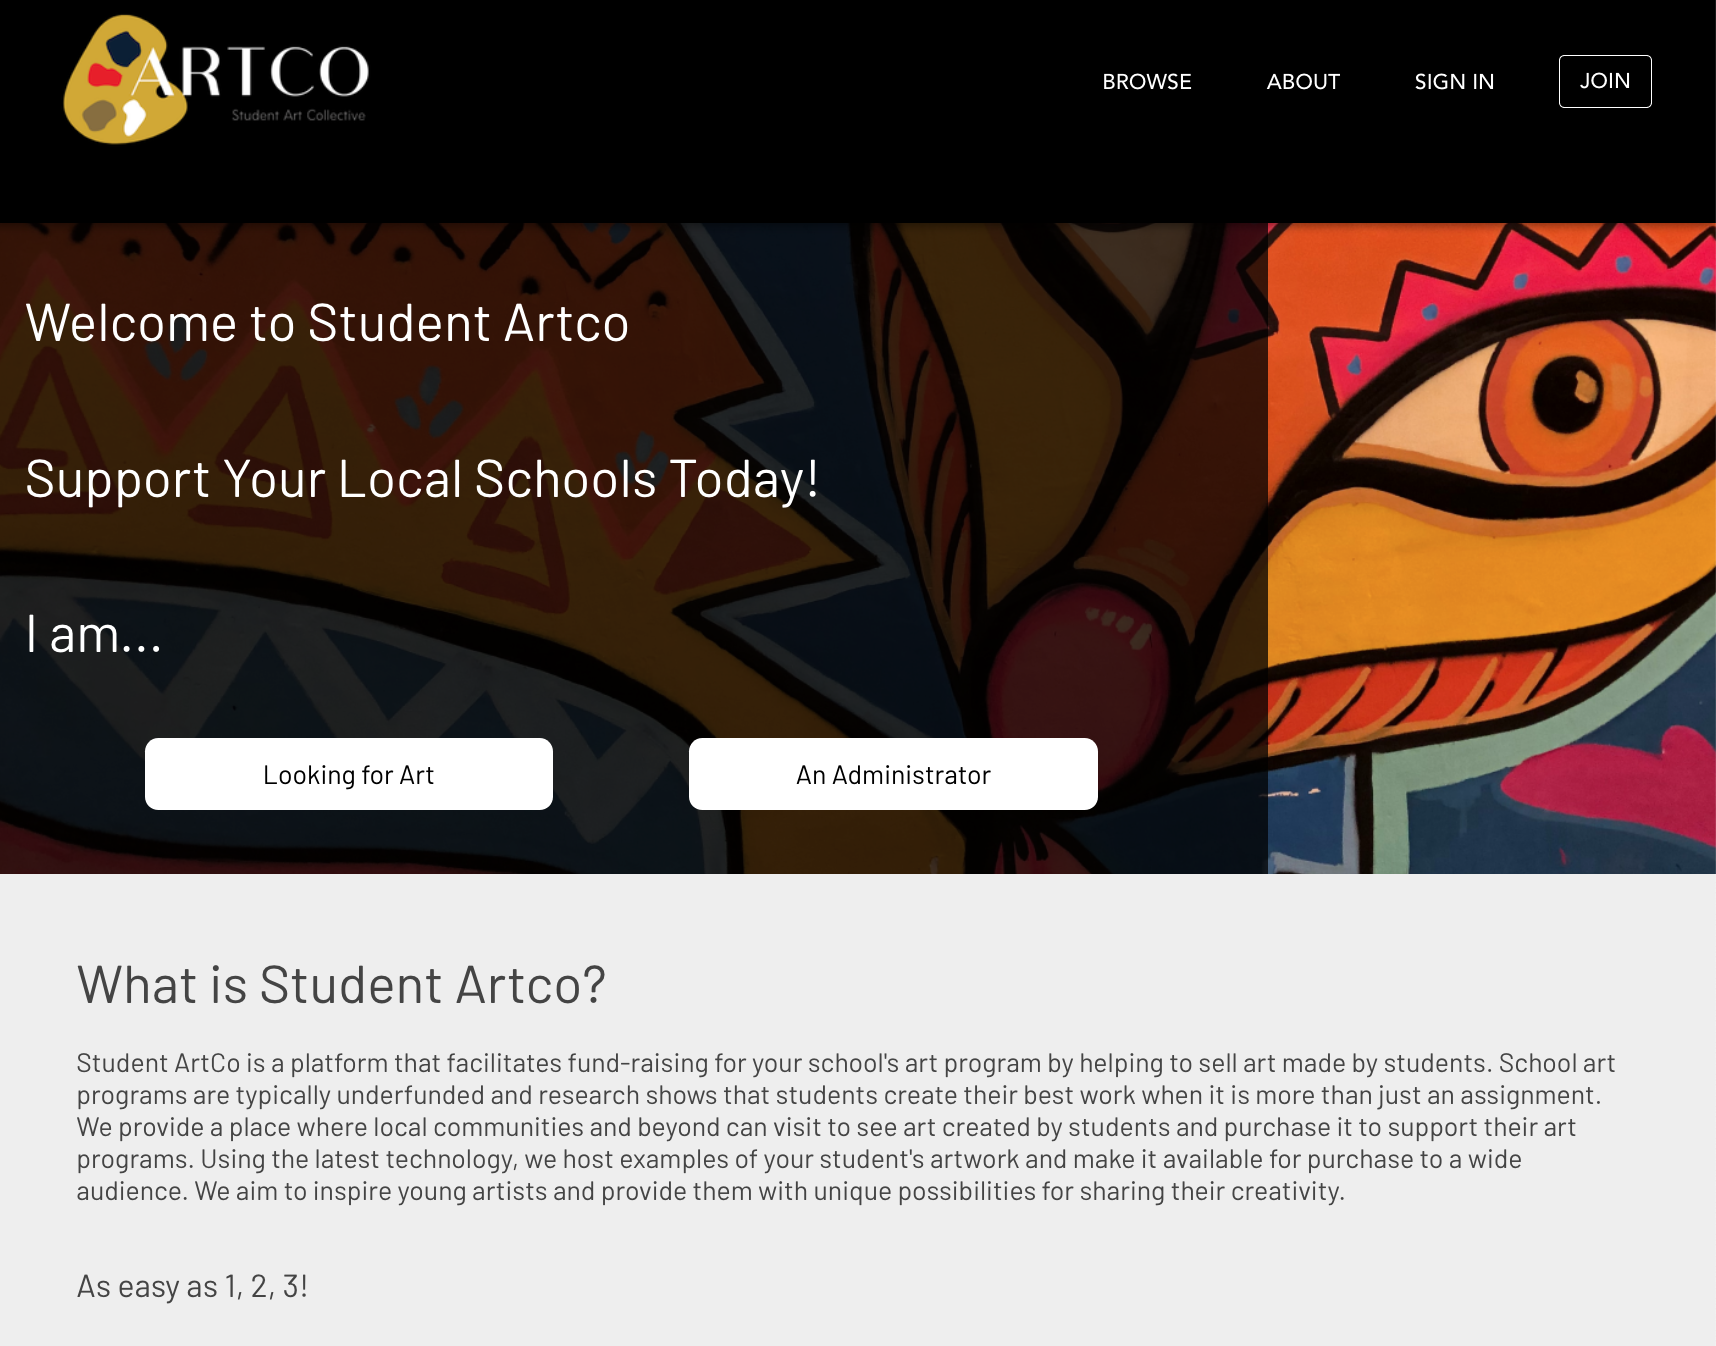 ARTCO
Student Art Collective
BROWSE
ABOUT
SIGN IN
JOIN
Welcome to Student Artco
Support Your Local Schools Today!
I am...
Looking for Art
An Administrator
What is Student Artco?
Student ArtCo is a platform that facilitates fund-raising for your school's art program by helping to sell art made by students. School art
programs are typically underfunded and research shows that students create their best work when it is more than just an assignment.
We provide a place where local communities and beyond can visit to see art created by students and purchase it to support their art
programs. Using the latest technology, we host examples of your student's artwork and make it available for purchase to a wide
audience. We aim to inspire young artists and provide them with unique possibilities for sharing their creativity.
As easy as 1, 2, 3!